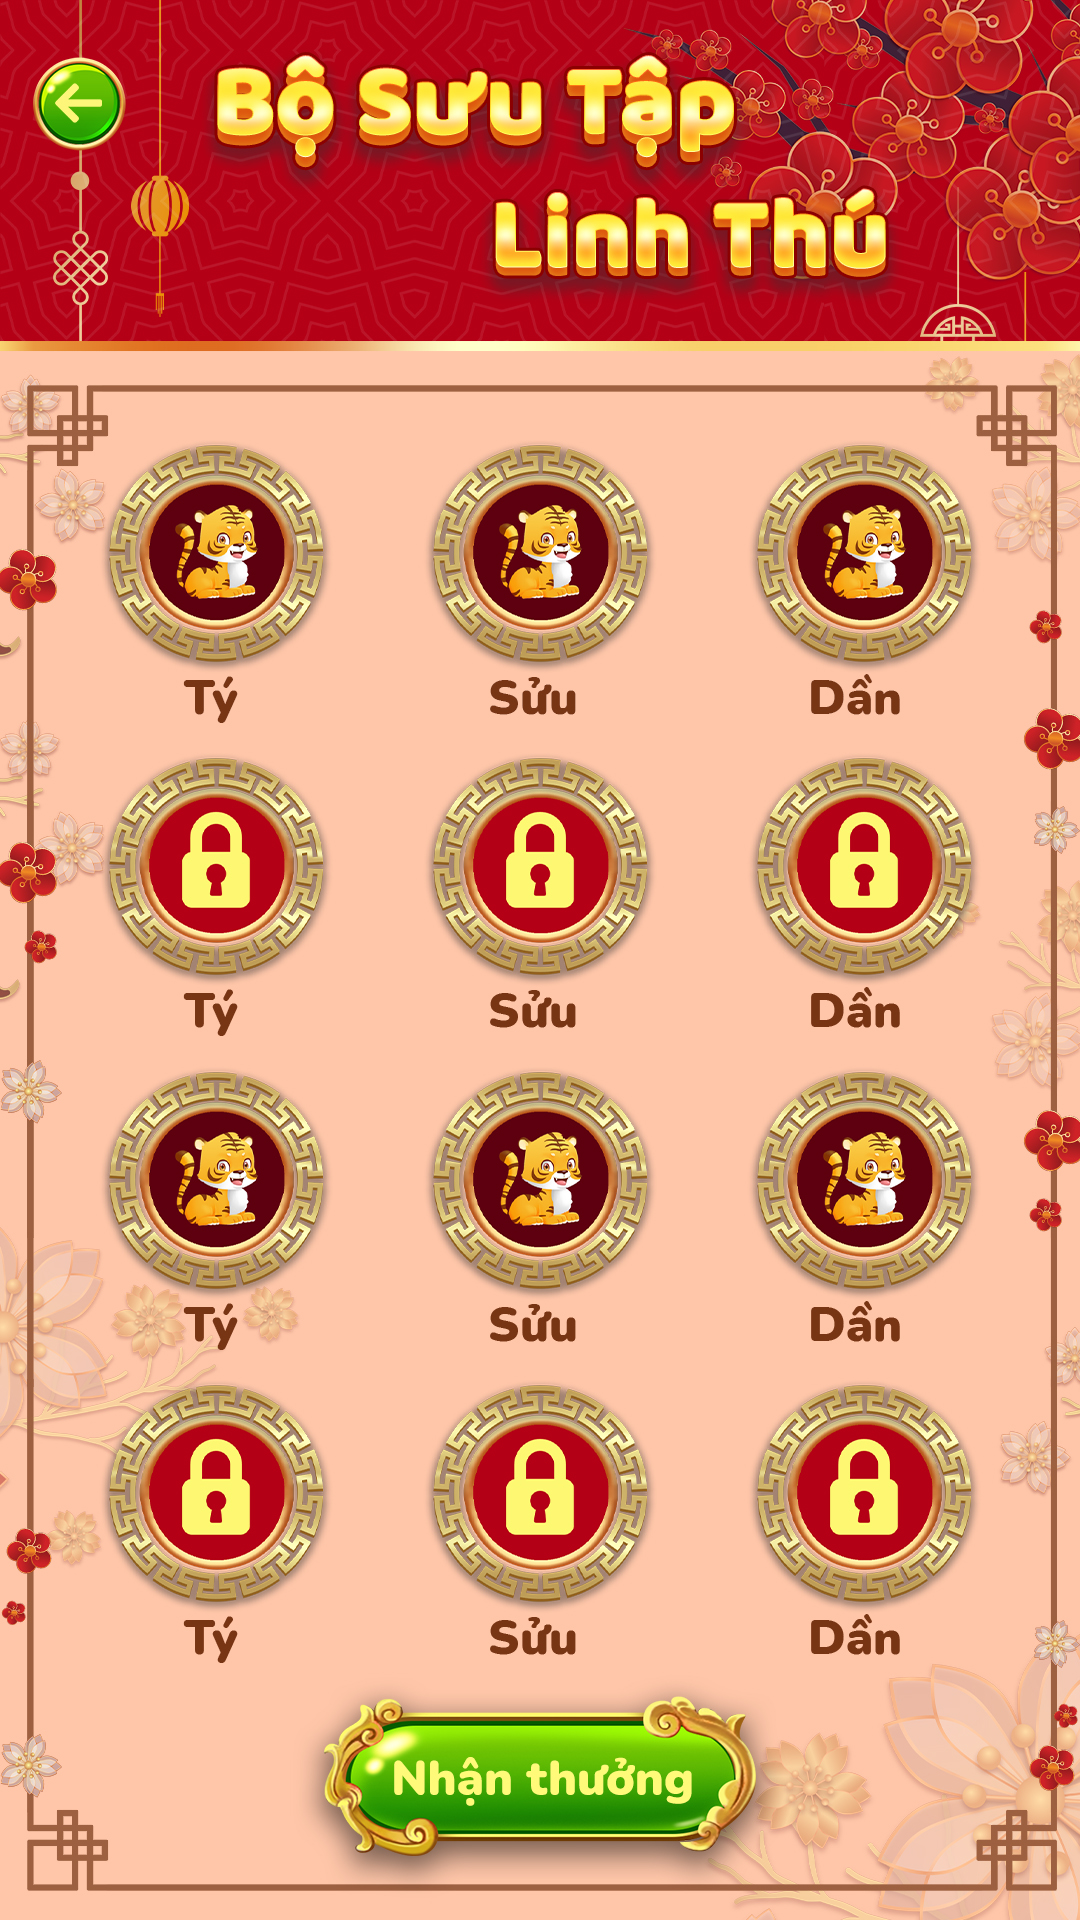 Bộ Sưu Tập
Linh Thú
Tý Sửu Dần
Tý Sửu Dần
Tý Sửu Dần
Tý Sửu Dần
Nhận thưởng